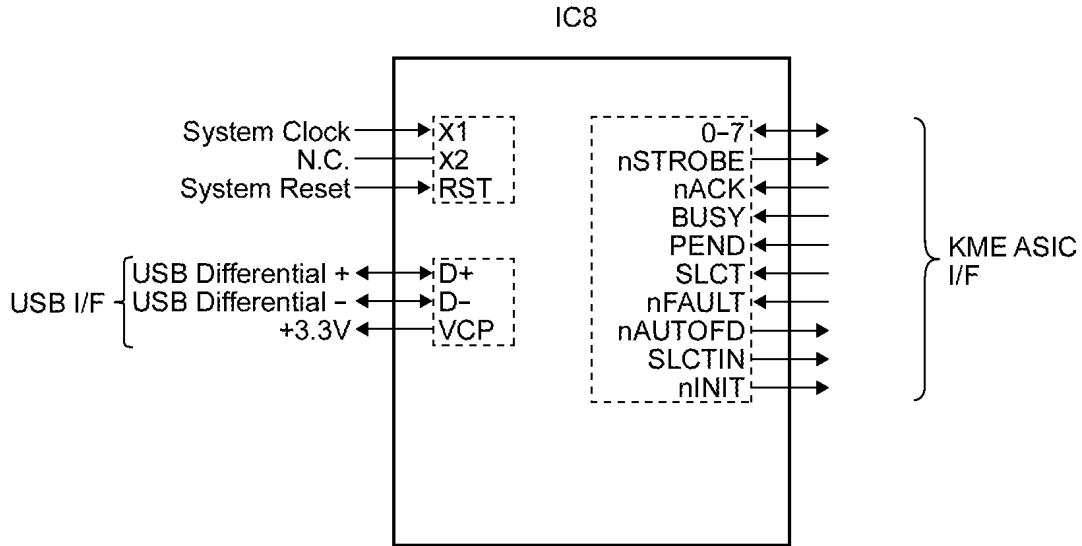 IC8
System Clock X1
N.C. X2
System Reset RST
USB I/F
USB Differential + D+
USB Differential – D–
+3.3V VCP
0–7
nSTROBE
nACK
BUSY
PEND
SLCT
nFAULT
nAUTOFD
SLCTIN
nINIT
KME ASIC
I/F